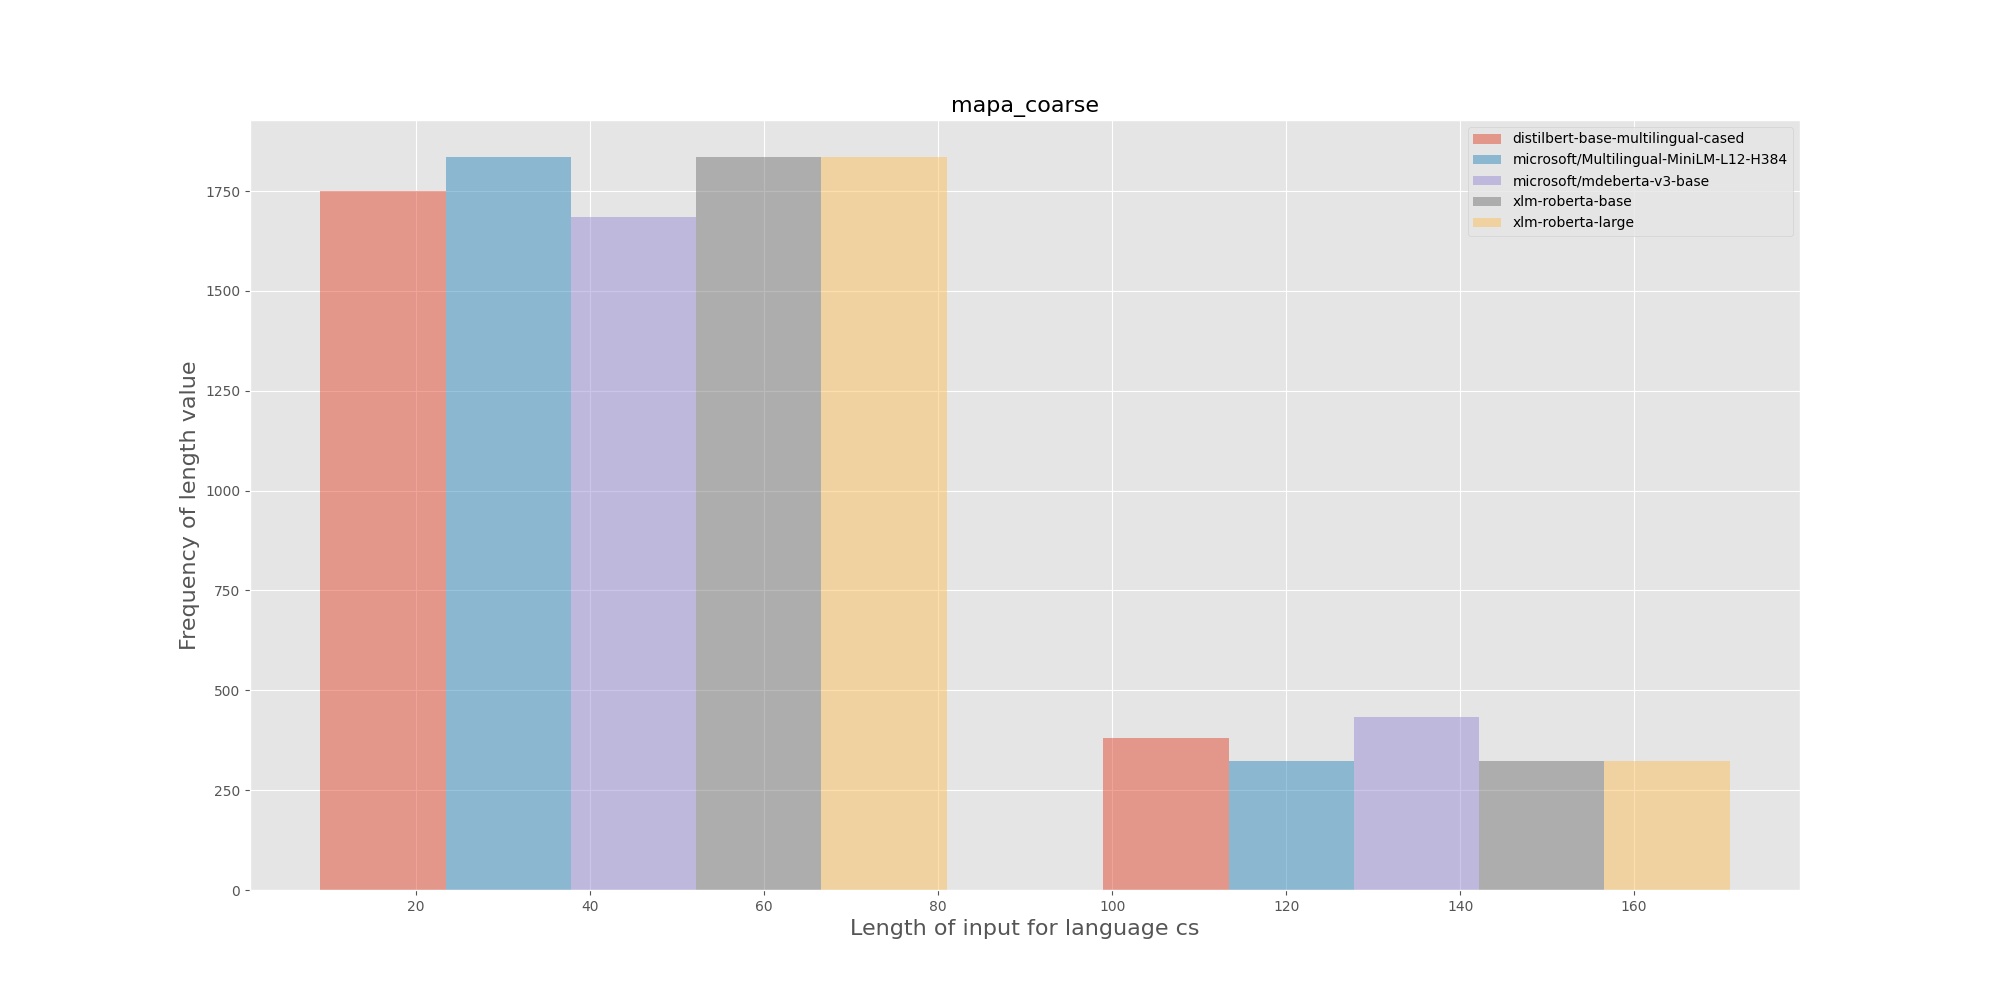 mapa_coarse
distilbert-base-multilingual-cased
microsoft/Multilingual-MiniLM-L12-H384
microsoft/mdeberta-v3-base
xlm-roberta-base
xlm-roberta-large
Frequency of length value
1750
1500
1250
1000
750
500
250
0
20 40 60 80 100 120 140 160
Length of input for language cs